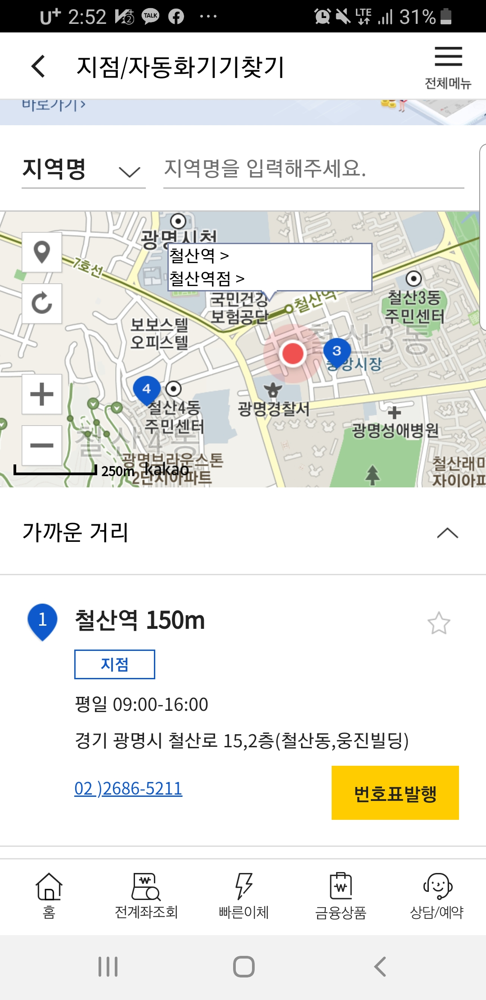 U+ 2:52 TALK LTE 31%
지점/자동화기기찾기
전체메뉴
바로가기 >
지역명
지역명을 입력해주세요.
광명시청
철산역 >
철산역점 >
7호선
국민건강
보험공단
철산역
철산3동
주민센터
보보스텔
오피스텔
철산3동
3
중앙시장
4
철산4동
주민센터
광명경찰서
광명성애병원
철산4동
광명브라운스톤
2단지아파트
철산래미
자이아파
250m
kakao
가까운 거리
1
철산역 150m
지점
평일 09:00-16:00
경기 광명시 철산로 15,2층(철산동,웅진빌딩)
02 )2686-5211
번호표발행
홈
전계좌조회
빠른이체
금융상품
상담/예약